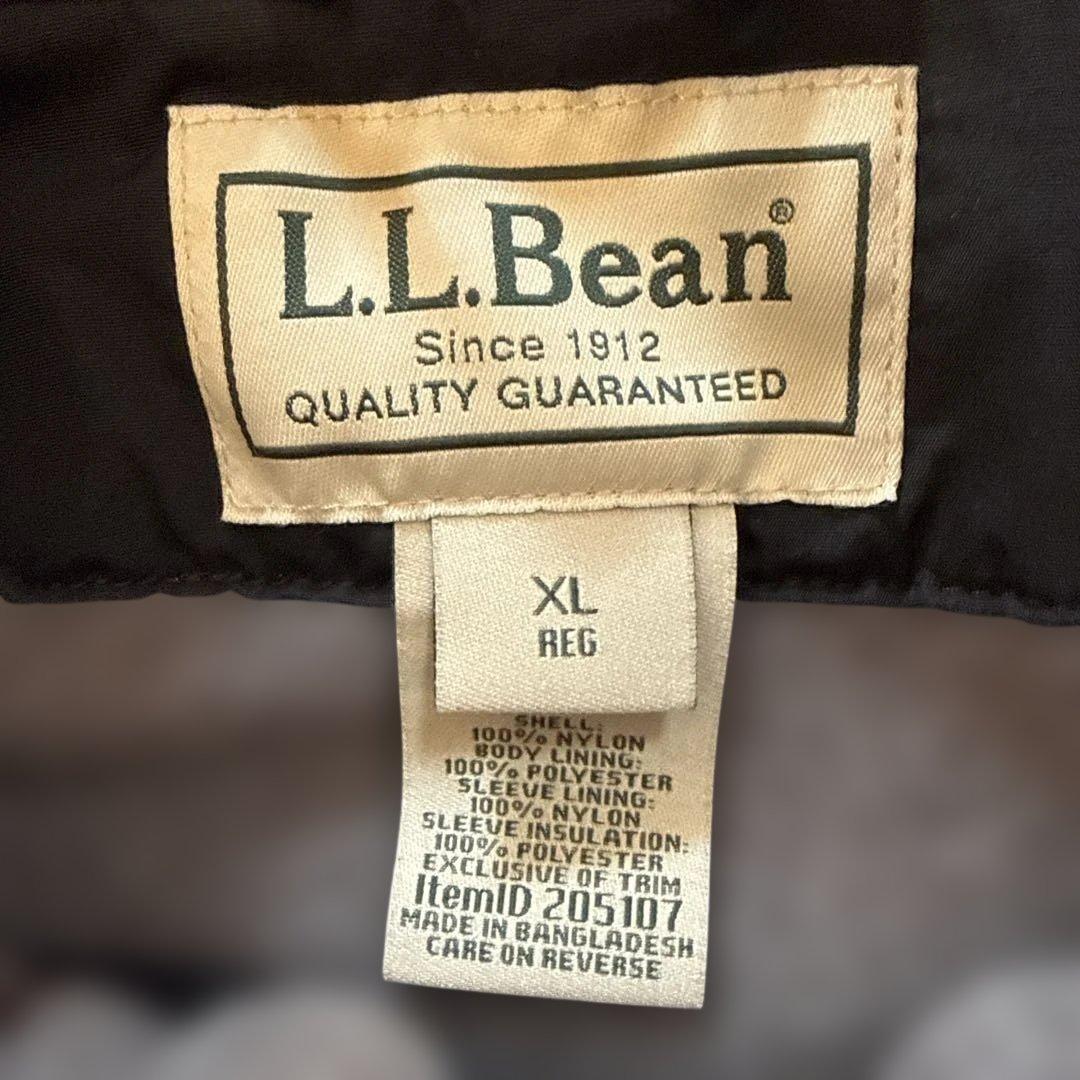 L.L.Bean®
Since 1912
QUALITY GUARANTEED
XL
REG
SHELL:
100% NYLON
BODY LINING:
100% POLYESTER
SLEEVE LINING:
100% NYLON
SLEEVE INSULATION:
100% POLYESTER
EXCLUSIVE OF TRIM
ItemID 205107
MADE IN BANGLADESH
CARE ON REVERSE